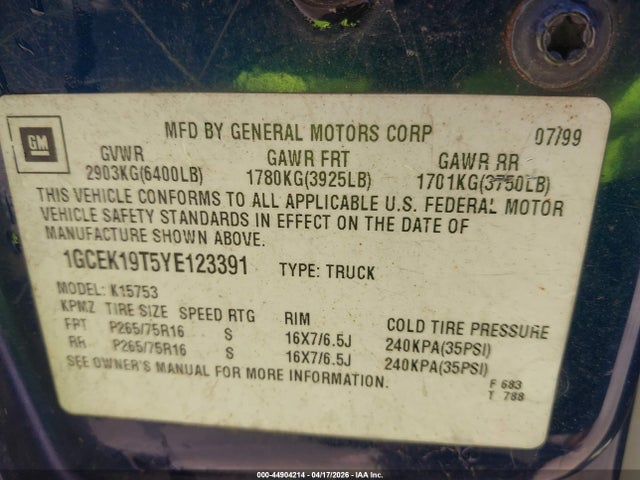 MFD BY GENERAL MOTORS CORP 07/99
GM
GVWR GAWR FRT GAWR RR
2903KG(6400LB) 1780KG(3925LB) 1701KG(3750LB)
THIS VEHICLE CONFORMS TO ALL APPLICABLE U.S. FEDERAL MOTOR
VEHICLE SAFETY STANDARDS IN EFFECT ON THE DATE OF
MANUFACTURE SHOWN ABOVE.
1GCEK19T5YE123391 TYPE: TRUCK
MODEL: K15753
KPMZ TIRE SIZE SPEED RTG RIM COLD TIRE PRESSURE
FPT P265/75R16 S 16X7/6.5J 240KPA(35PSI)
RR P265/75R16 S 16X7/6.5J 240KPA(35PSI)
SEE OWNER'S MANUAL FOR MORE INFORMATION.
F 683
T 788
000-44904214 - 04/17/2026 - IAA Inc.